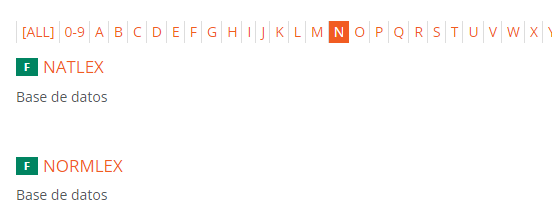 [ALL] 0-9 A B C D E F G H I J K L M N O P Q R S T U V W X
F NATLEX
Base de datos
F NORMLEX
Base de datos